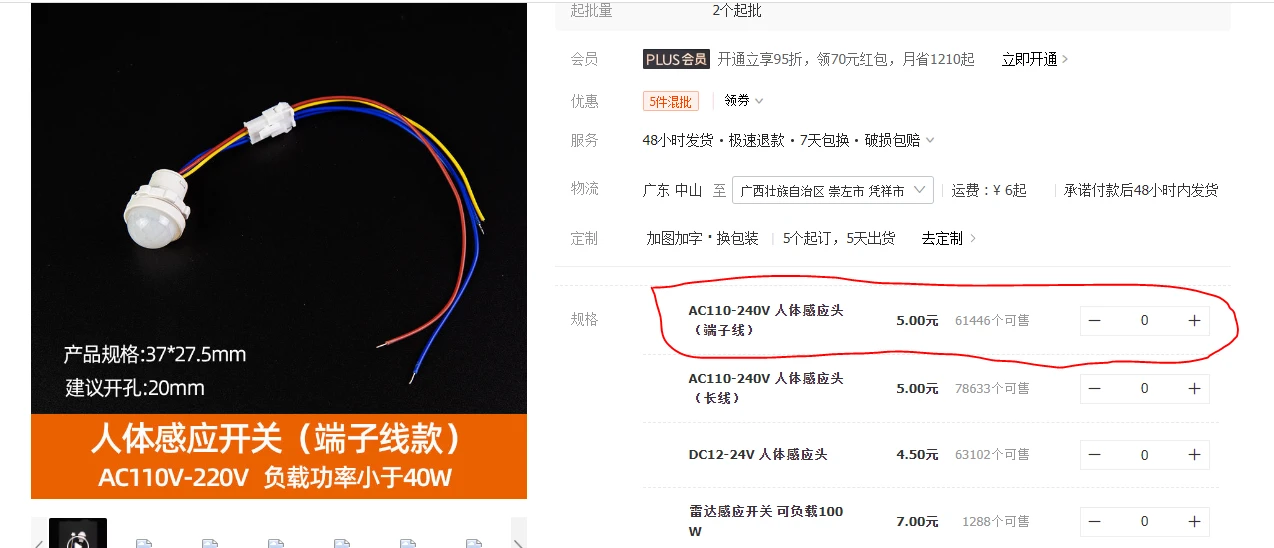 起批量 2个起批
会员 PLUS会员 开通立享95折，领70元红包，月省1210起 立即开通
优惠 5件混批 领券
服务 48小时发货·极速退款·7天包换·破损包赔
物流 广东 中山 至 广西壮族自治区 崇左市 凭祥市 运费：¥ 6起 承诺付款后48小时内发货
定制 加图加字·换包装 5个起订，5天出货 去定制
规格
AC110-240V 人体感应头
（端子线）
5.00元 61446个可售 — 0 +
AC110-240V 人体感应头
（长线）
5.00元 78633个可售 — 0 +
DC12-24V 人体感应头 4.50元 63102个可售 — 0 +
雷达感应开关 可负载100
W
7.00元 1288个可售 — 0 +
产品规格:37*27.5mm
建议开孔:20mm
人体感应开关（端子线款）
AC110V-220V 负载功率小于40W